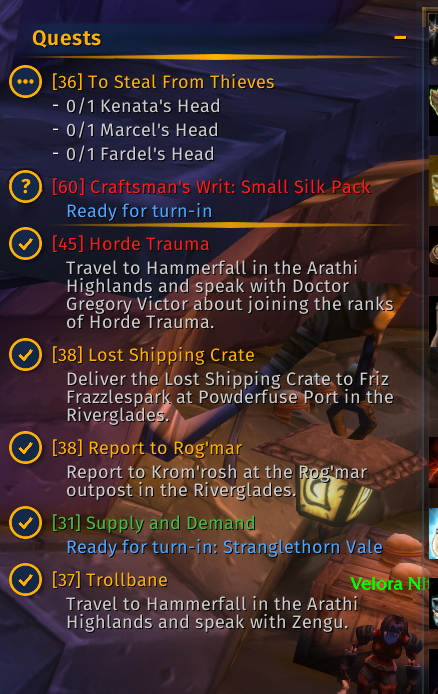 Quests
[36] To Steal From Thieves
- 0/1 Kenata's Head
- 0/1 Marcel's Head
- 0/1 Fardel's Head
? [60] Craftsman's Writ: Small Silk Pack
Ready for turn-in
[45] Horde Trauma
Travel to Hammerfall in the Arathi
Highlands and speak with Doctor
Gregory Victor about joining the ranks
of Horde Trauma.
[38] Lost Shipping Crate
Deliver the Lost Shipping Crate to Friz
Frazzlespark at Powderfuse Port in the
Riverglades.
[38] Report to Rog'mar
Report to Krom'rosh at the Rog'mar
outpost in the Riverglades.
[31] Supply and Demand
Ready for turn-in: Stranglethorn Vale
[37] Trollbane
Velora
Travel to Hammerfall in the Arathi
Highlands and speak with Zengu.